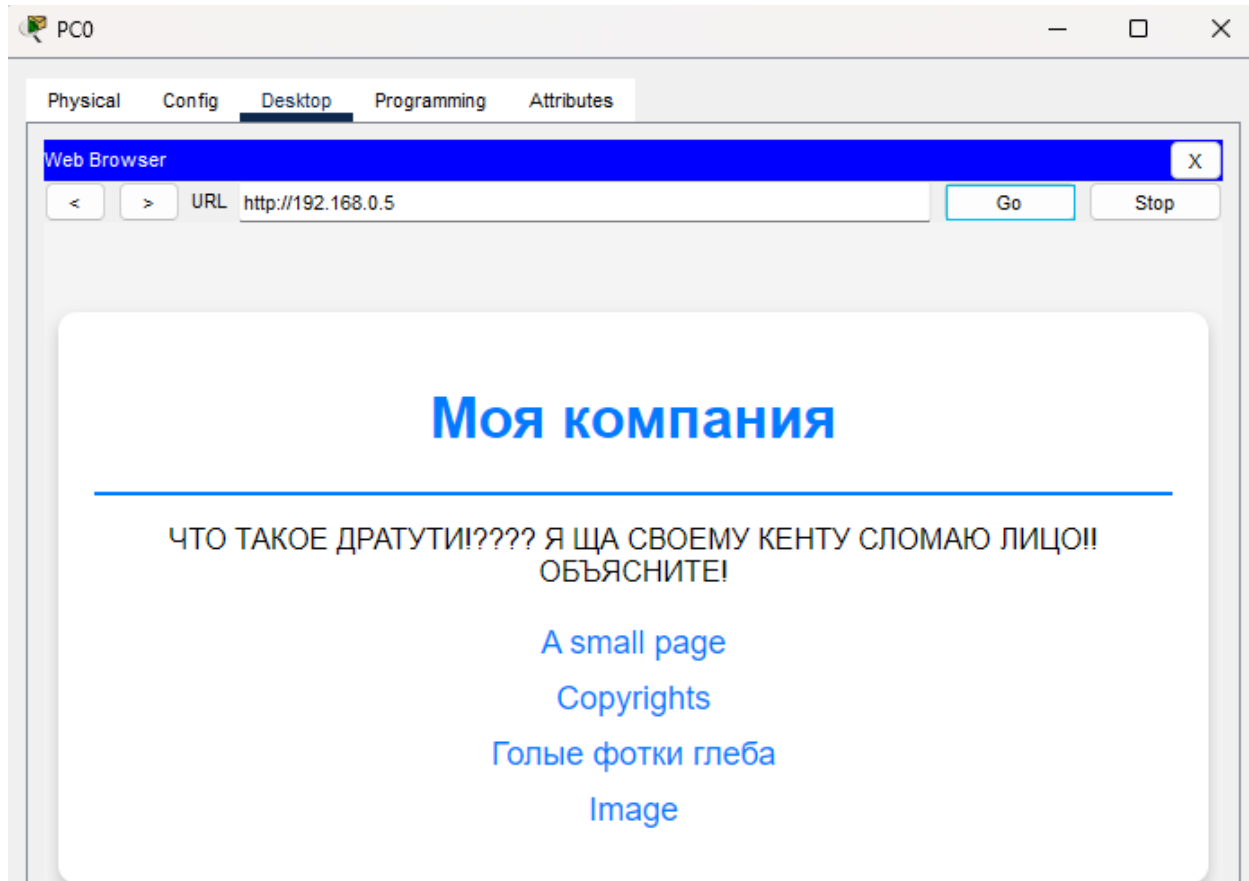 PC0
Physical Config Desktop Programming Attributes
Web Browser X
< > URL http://192.168.0.5 Go Stop
Моя компания
ЧТО ТАКОЕ ДРАТУТИ!???? Я ЩА СВОЕМУ КЕНТУ СЛОМАЮ ЛИЦО!!
ОБЪЯСНИТЕ!
A small page
Copyrights
Голые фотки глеба
Image